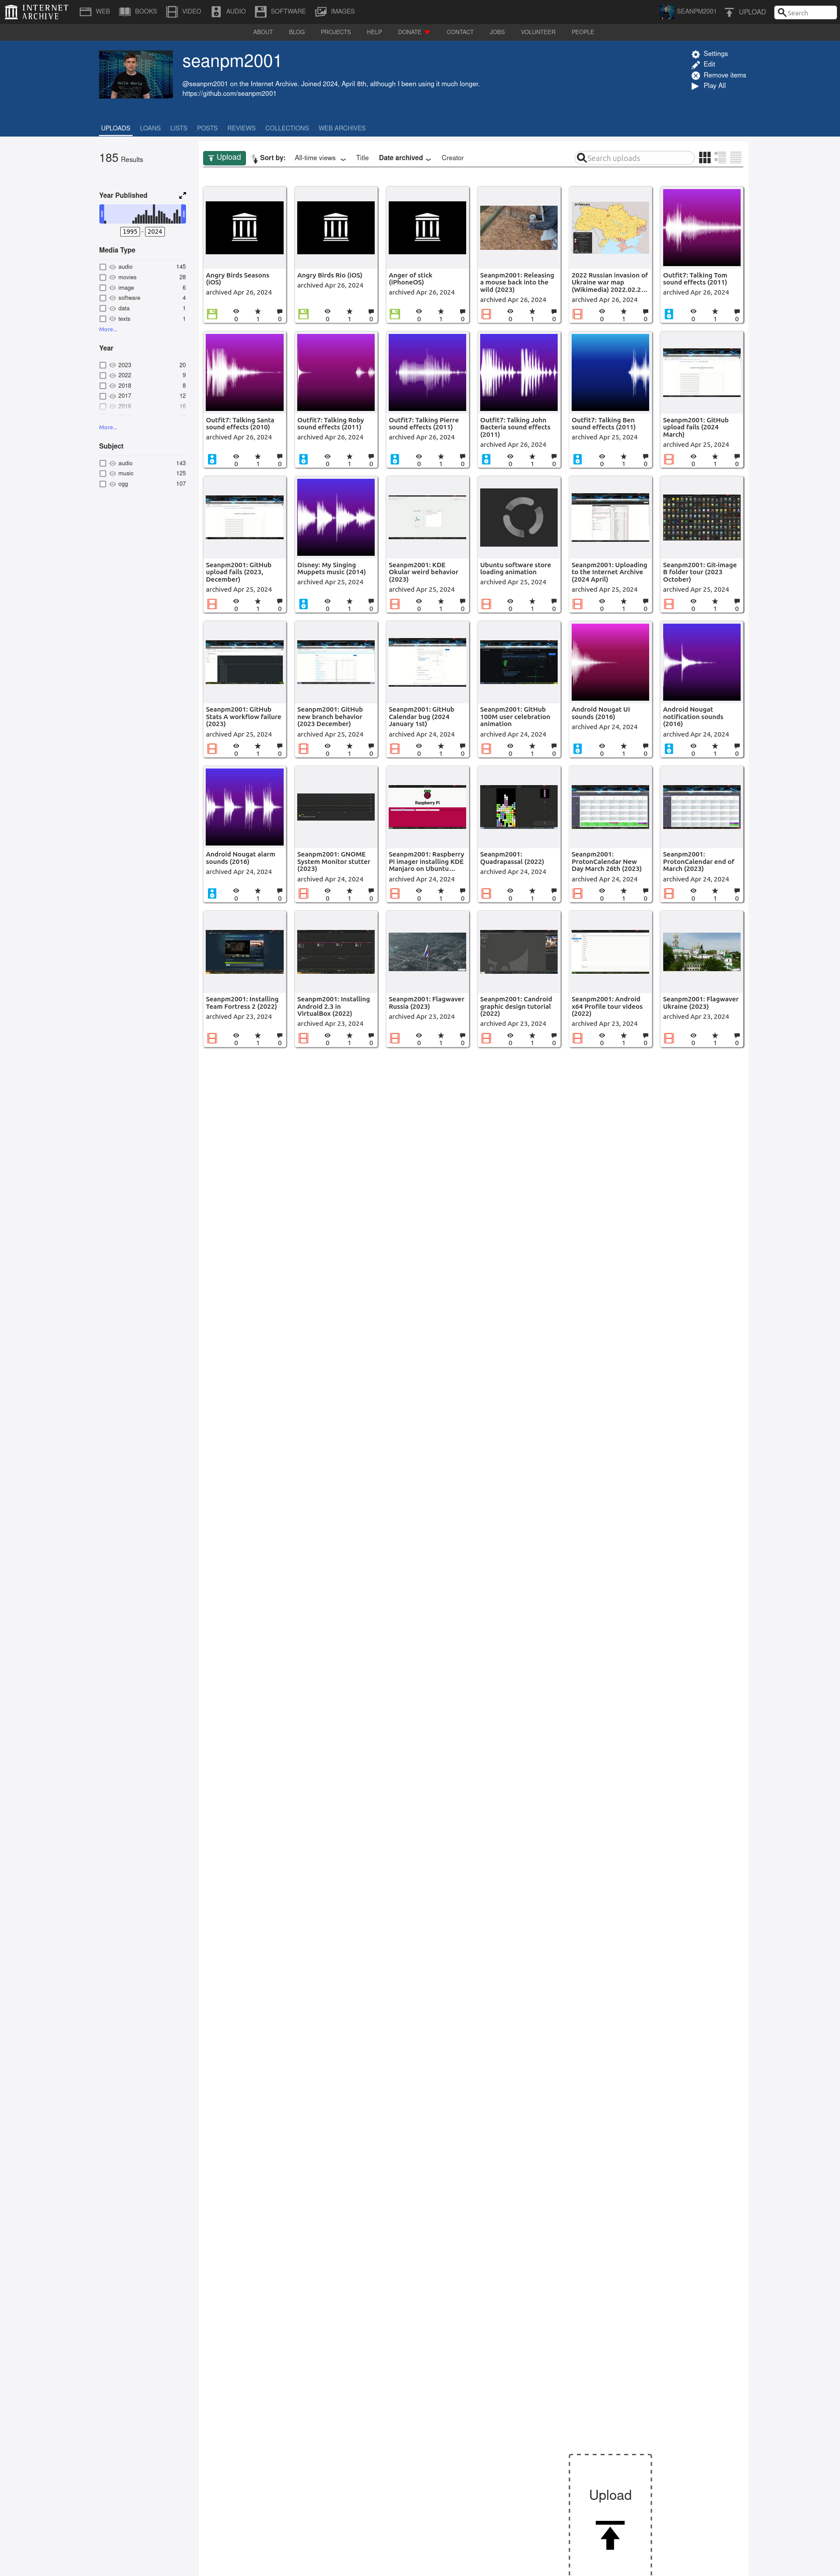 INTERNET ARCHIVE
WEB BOOKS VIDEO AUDIO SOFTWARE IMAGES
SEANPM2001 UPLOAD Search
ABOUT BLOG PROJECTS HELP DONATE CONTACT JOBS VOLUNTEER PEOPLE
seanpm2001
@seanpm2001 on the Internet Archive. Joined 2024, April 8th, although I been using it much longer.
https://github.com/seanpm2001
Settings
Edit
Remove items
Play All
UPLOADS LOANS LISTS POSTS REVIEWS COLLECTIONS WEB ARCHIVES
185 Results
Year Published
1995 - 2024
Media Type
audio 145
movies 28
image 6
software 4
data 1
texts 1
More...
Year
2023 20
2022 9
2018 8
2017 12
2016 16
More...
Subject
audio 143
music 125
ogg 107
Upload Sort by: All-time views Title Date archived Creator Search uploads
Angry Birds Seasons
(iOS)
archived Apr 26, 2024
0 1 0
Angry Birds Rio (iOS)
archived Apr 26, 2024
0 1 0
Anger of stick
(iPhoneOS)
archived Apr 26, 2024
0 1 0
Seanpm2001: Releasing
a mouse back into the
wild (2023)
archived Apr 26, 2024
0 1 0
2022 Russian invasion of
Ukraine war map
(Wikimedia) 2022.02.2...
archived Apr 26, 2024
0 1 0
Outfit7: Talking Tom
sound effects (2011)
archived Apr 26, 2024
0 1 0
Outfit7: Talking Santa
sound effects (2010)
archived Apr 26, 2024
0 1 0
Outfit7: Talking Roby
sound effects (2011)
archived Apr 26, 2024
0 1 0
Outfit7: Talking Pierre
sound effects (2011)
archived Apr 26, 2024
0 1 0
Outfit7: Talking John
Bacteria sound effects
(2011)
archived Apr 26, 2024
0 1 0
Outfit7: Talking Ben
sound effects (2011)
archived Apr 25, 2024
0 1 0
Seanpm2001: GitHub
upload fails (2024
March)
archived Apr 25, 2024
0 1 0
Seanpm2001: GitHub
upload fails (2023,
December)
archived Apr 25, 2024
0 1 0
Disney: My Singing
Muppets music (2014)
archived Apr 25, 2024
0 1 0
Seanpm2001: KDE
Okular weird behavior
(2023)
archived Apr 25, 2024
0 1 0
Ubuntu software store
loading animation
archived Apr 25, 2024
0 1 0
Seanpm2001: Uploading
to the Internet Archive
(2024 April)
archived Apr 25, 2024
0 1 0
Seanpm2001: Git-image
B folder tour (2023
October)
archived Apr 25, 2024
0 1 0
Seanpm2001: GitHub
Stats A workflow failure
(2023)
archived Apr 25, 2024
0 1 0
Seanpm2001: GitHub
new branch behavior
(2023 December)
archived Apr 25, 2024
0 1 0
Seanpm2001: GitHub
Calendar bug (2024
January 1st)
archived Apr 24, 2024
0 1 0
Seanpm2001: GitHub
100M user celebration
animation
archived Apr 24, 2024
0 1 0
Android Nougat UI
sounds (2016)
archived Apr 24, 2024
0 1 0
Android Nougat
notification sounds
(2016)
archived Apr 24, 2024
0 1 0
Android Nougat alarm
sounds (2016)
archived Apr 24, 2024
0 1 0
Seanpm2001: GNOME
System Monitor stutter
(2023)
archived Apr 24, 2024
0 1 0
Raspberry Pi
Seanpm2001: Raspberry
Pi imager installing KDE
Manjaro on Ubuntu...
archived Apr 24, 2024
0 1 0
Seanpm2001:
Quadrapassal (2022)
archived Apr 24, 2024
0 1 0
Seanpm2001:
ProtonCalendar New
Day March 26th (2023)
archived Apr 24, 2024
0 1 0
Seanpm2001:
ProtonCalendar end of
March (2023)
archived Apr 24, 2024
0 1 0
Seanpm2001: Installing
Team Fortress 2 (2022)
archived Apr 23, 2024
0 1 0
Seanpm2001: Installing
Android 2.3 in
VirtualBox (2022)
archived Apr 23, 2024
0 1 0
Seanpm2001: Flagwaver
Russia (2023)
archived Apr 23, 2024
0 1 0
Seanpm2001: Candroid
graphic design tutorial
(2022)
archived Apr 23, 2024
0 1 0
Seanpm2001: Android
x64 Profile tour videos
(2022)
archived Apr 23, 2024
0 1 0
Seanpm2001: Flagwaver
Ukraine (2023)
archived Apr 23, 2024
0 1 0
Upload